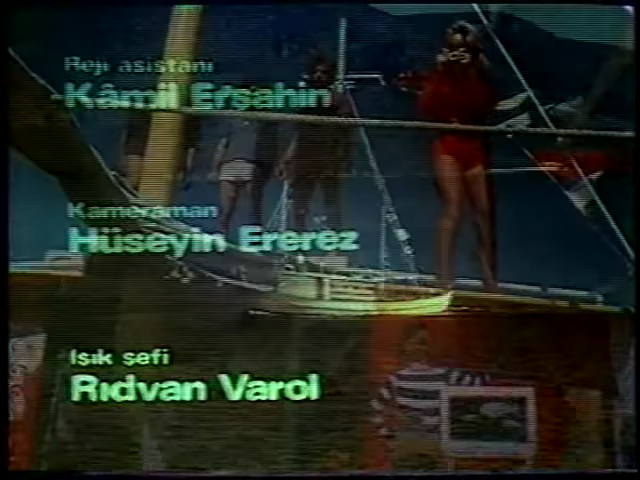 Reji asistanı
Kâmil Erşahin
Kameraman
Hüseyin Ererez
Işık şefi
Rıdvan Varol